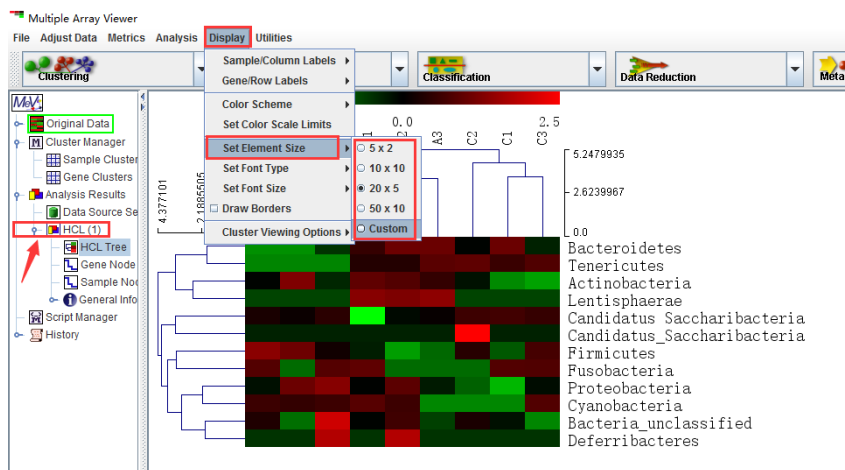 Multiple Array Viewer
File Adjust Data Metrics Analysis Display Utilities
Clustering
Classification
Data Reduction
Meta
Sample/Column Labels
Gene/Row Labels
Color Scheme
Set Color Scale Limits
Set Element Size
Set Font Type
Set Font Size
Draw Borders
Cluster Viewing Options
5 x 2
10 x 10
20 x 5
50 x 10
Custom
MeV
Original Data
Cluster Manager
Sample Cluster
Gene Clusters
Analysis Results
Data Source Se
HCL (1)
HCL Tree
Gene Node
Sample Noo
General Info
Script Manager
History
0.0
2.5
A3
C2
C1
C3
5.2479935
2.6239967
0.0
4.377101
2.1885505
Bacteroidetes
Tenericutes
Actinobacteria
Lentisphaerae
Candidatus Saccharibacteria
Candidatus_Saccharibacteria
Firmicutes
Fusobacteria
Proteobacteria
Cyanobacteria
Bacteria_unclassified
Deferribacteres